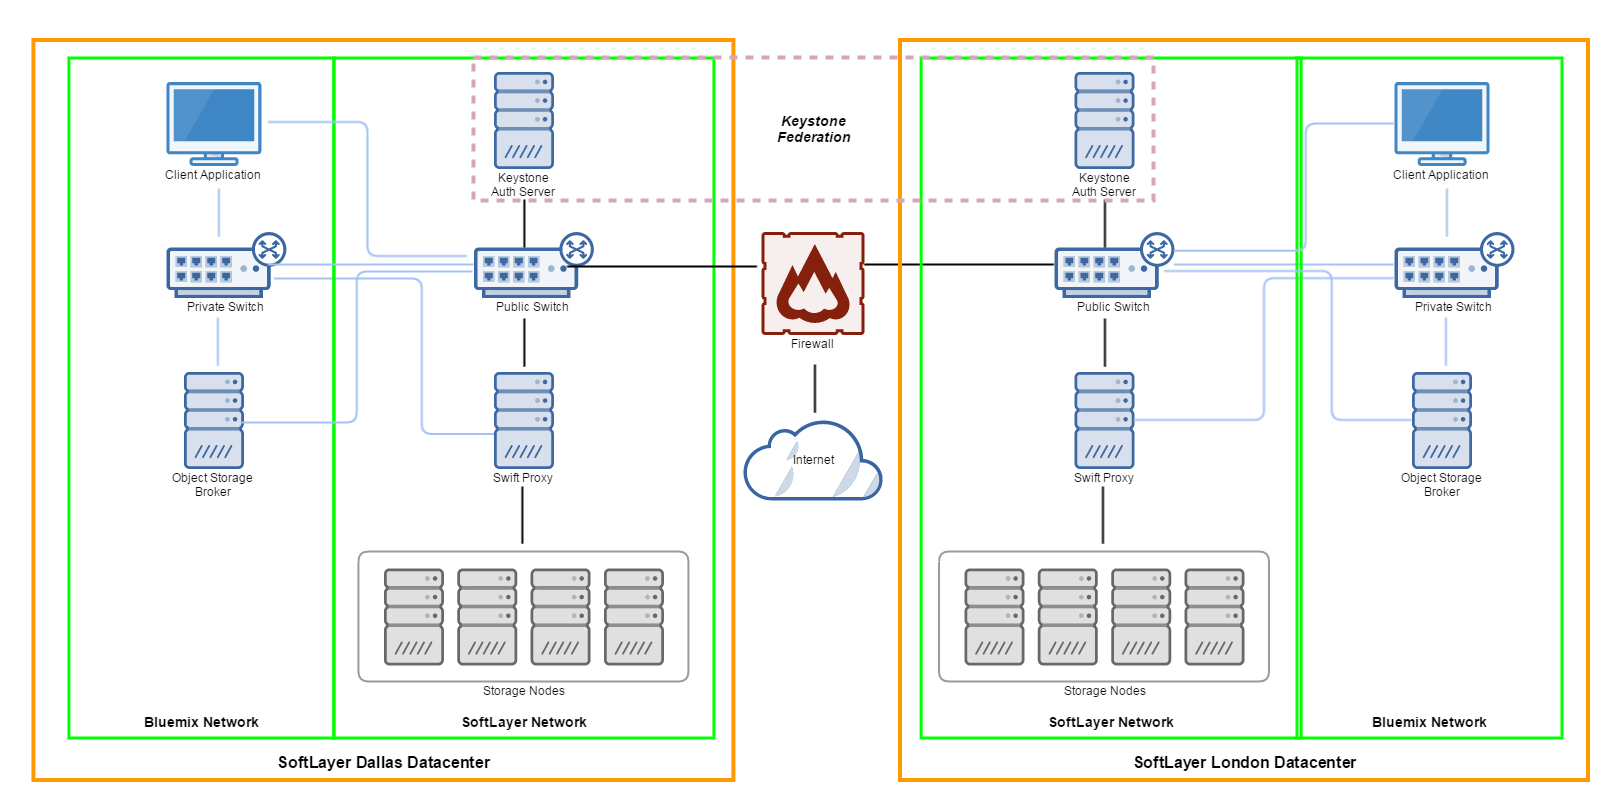 Keystone
Federation
Client Application
Keystone
Auth Server
Keystone
Auth Server
Client Application
Private Switch
Public Switch
Firewall
Public Switch
Private Switch
Internet
Object Storage
Broker
Swift Proxy
Swift Proxy
Object Storage
Broker
Storage Nodes
Storage Nodes
Bluemix Network
SoftLayer Network
SoftLayer Network
Bluemix Network
SoftLayer Dallas Datacenter
SoftLayer London Datacenter